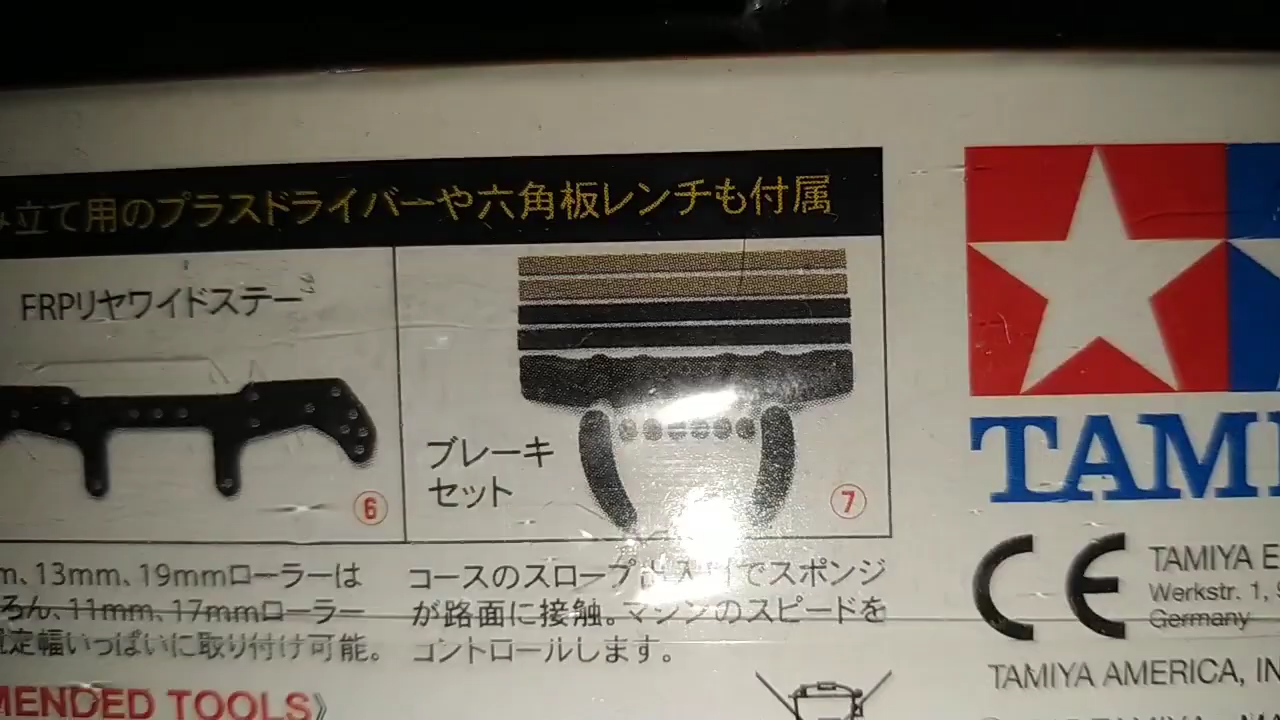 み立て用のプラスドライバーや六角板レンチも付属
FRPリヤワイドステー
6
ブレーキ
セット
7
m、13mm、19mmローラーは
ろん、11mm、17mmローラー
定幅いっぱいに取り付け可能。
コースのスロープ でスポンジ
が路面に接触。マシンのスピードを
コントロールします。
MENDED TOOLS》
TAMI
CE
TAMIYA E
Werkstr. 1,
Germany
TAMIYA AMERICA, IN